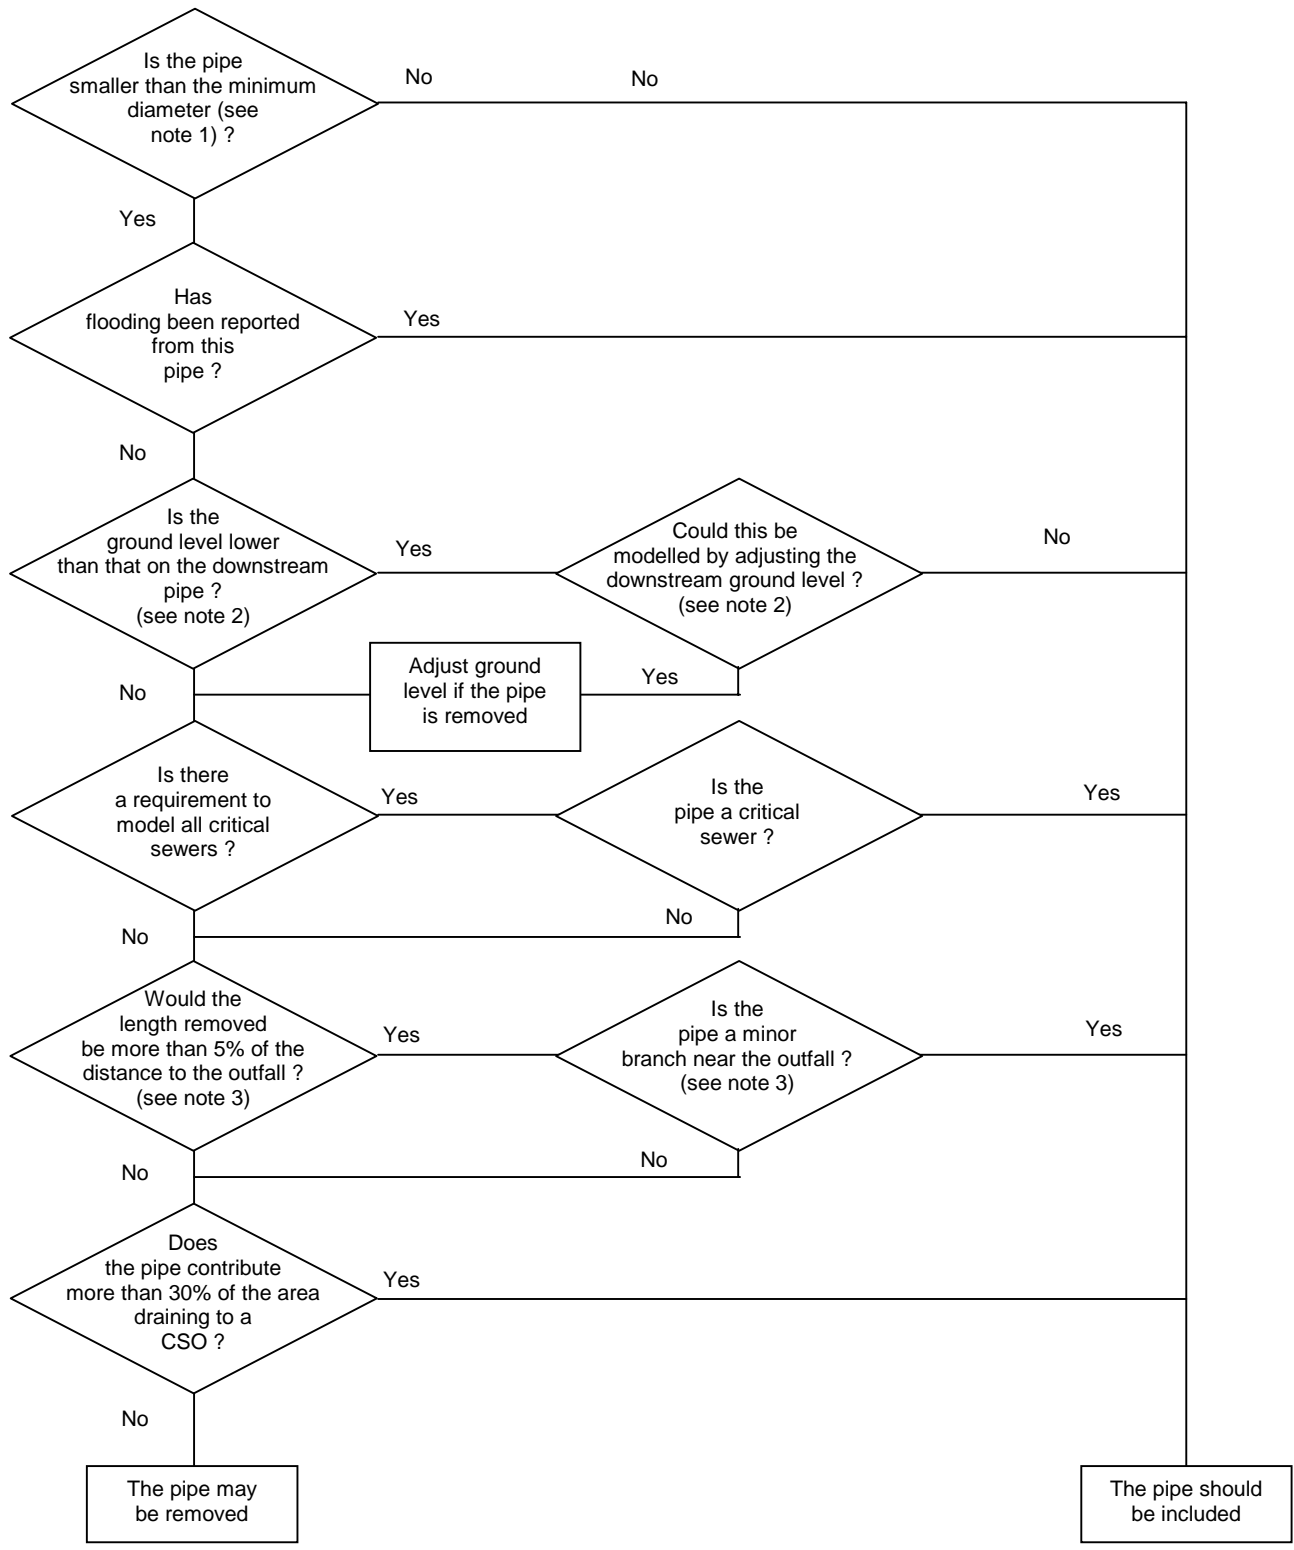 Is the pipe
smaller than the minimum
diameter (see
note 1) ?
No
No
Yes
Has
flooding been reported
from this
pipe ?
Yes
No
Is the
ground level lower
than that on the downstream
pipe ?
(see note 2)
Yes
Could this be
modelled by adjusting the
downstream ground level ?
(see note 2)
No
No
Adjust ground
level if the pipe
is removed
Yes
Is there
a requirement to
model all critical
sewers ?
Yes
Is the
pipe a critical
sewer ?
Yes
No
No
Would the
length removed
be more than 5% of the
distance to the outfall ?
(see note 3)
Yes
Is the
pipe a minor
branch near the outfall ?
(see note 3)
Yes
No
No
Does
the pipe contribute
more than 30% of the area
draining to a
CSO ?
Yes
No
The pipe may
be removed
The pipe should
be included